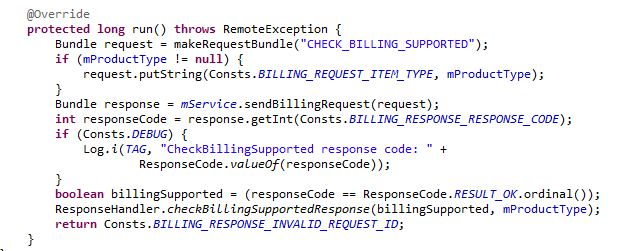 @Override
protected long run() throws RemoteException {
Bundle request = makeRequestBundle("CHECK_BILLING_SUPPORTED");
if (mProductType != null) {
request.putString(Consts.BILLING_REQUEST_ITEM_TYPE, mProductType);
}
Bundle response = mService.sendBillingRequest(request);
int responseCode = response.getInt(Consts.BILLING_RESPONSE_RESPONSE_CODE);
if (Consts.DEBUG) {
Log.i(TAG, "CheckBillingSupported response code: " +
ResponseCode.valueOf(responseCode));
}
boolean billingSupported = (responseCode == ResponseCode.RESULT_OK.ordinal());
ResponseHandler.checkBillingSupportedResponse(billingSupported, mProductType);
return Consts.BILLING_RESPONSE_INVALID_REQUEST_ID;
}